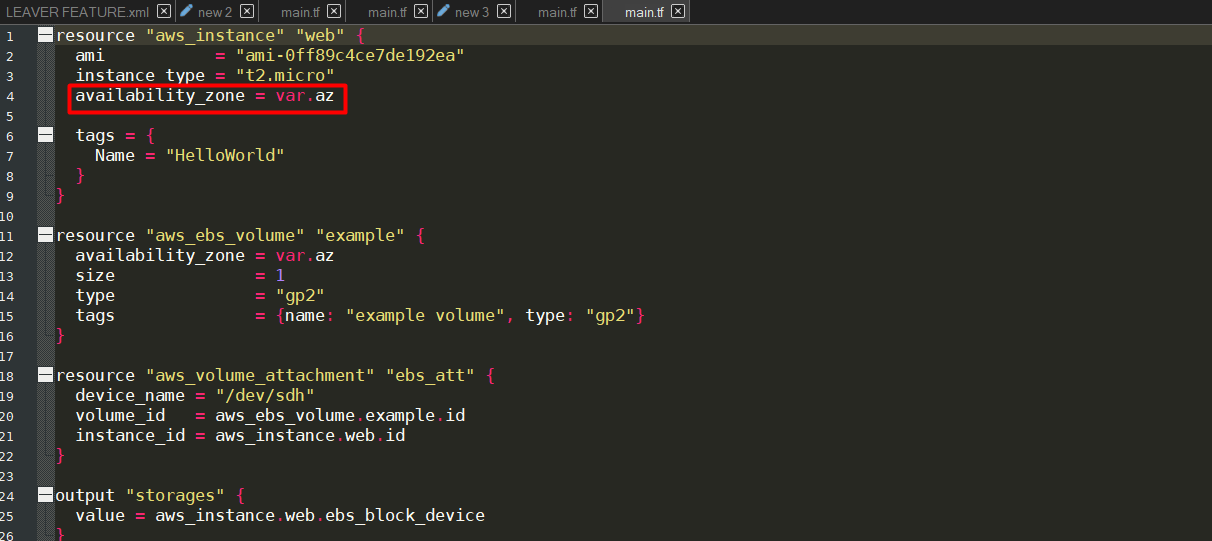 LEAVER FEATURE.xml new 2 main.tf main.tf new 3 main.tf main.tf
1 resource "aws_instance" "web" {
2 ami = "ami-0ff89c4ce7de192ea"
3 instance_type = "t2.micro"
4 availability_zone = var.az
5
6 tags = {
7 Name = "HelloWorld"
8 }
9 }
10
11 resource "aws_ebs_volume" "example" {
12 availability_zone = var.az
13 size = 1
14 type = "gp2"
15 tags = {name: "example volume", type: "gp2"}
16 }
17
18 resource "aws_volume_attachment" "ebs_att" {
19 device_name = "/dev/sdh"
20 volume_id = aws_ebs_volume.example.id
21 instance_id = aws_instance.web.id
22 }
23
24 output "storages" {
25 value = aws_instance.web.ebs_block_device
26 }